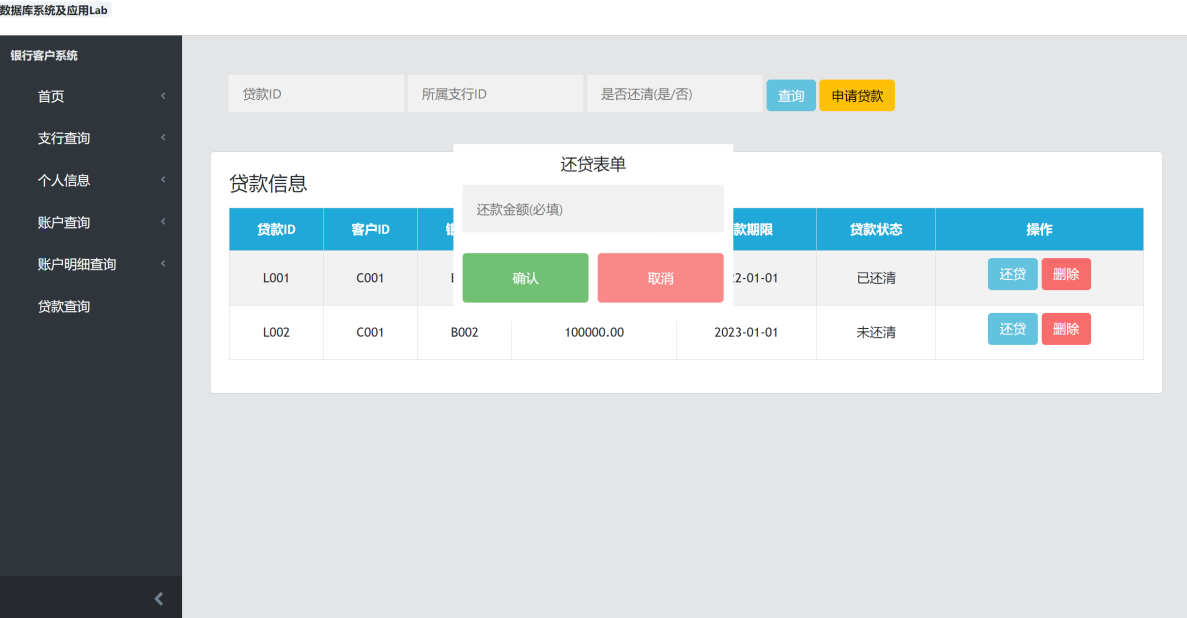 数据库系统及应用Lab
银行客户系统
首页
支行查询
个人信息
账户查询
账户明细查询
贷款查询
贷款ID 所属支行ID 是否还清(是/否) 查询 申请贷款
贷款信息
还贷表单
还款金额(必填)
确认 取消
贷款ID 客户ID 款期限 贷款状态 操作
L001 C001 2-01-01 已还清 还贷 删除
L002 C001 B002 100000.00 2023-01-01 未还清 还贷 删除